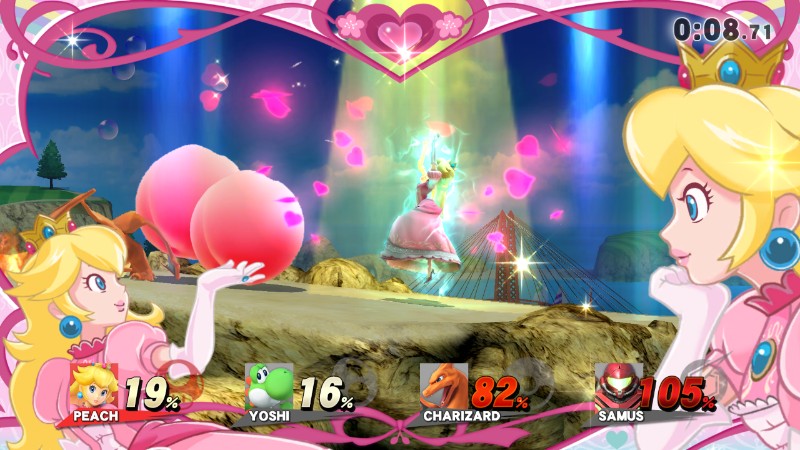 0:08.71
19%
PEACH
16%
YOSHI
82%
CHARIZARD
105%
SAMUS